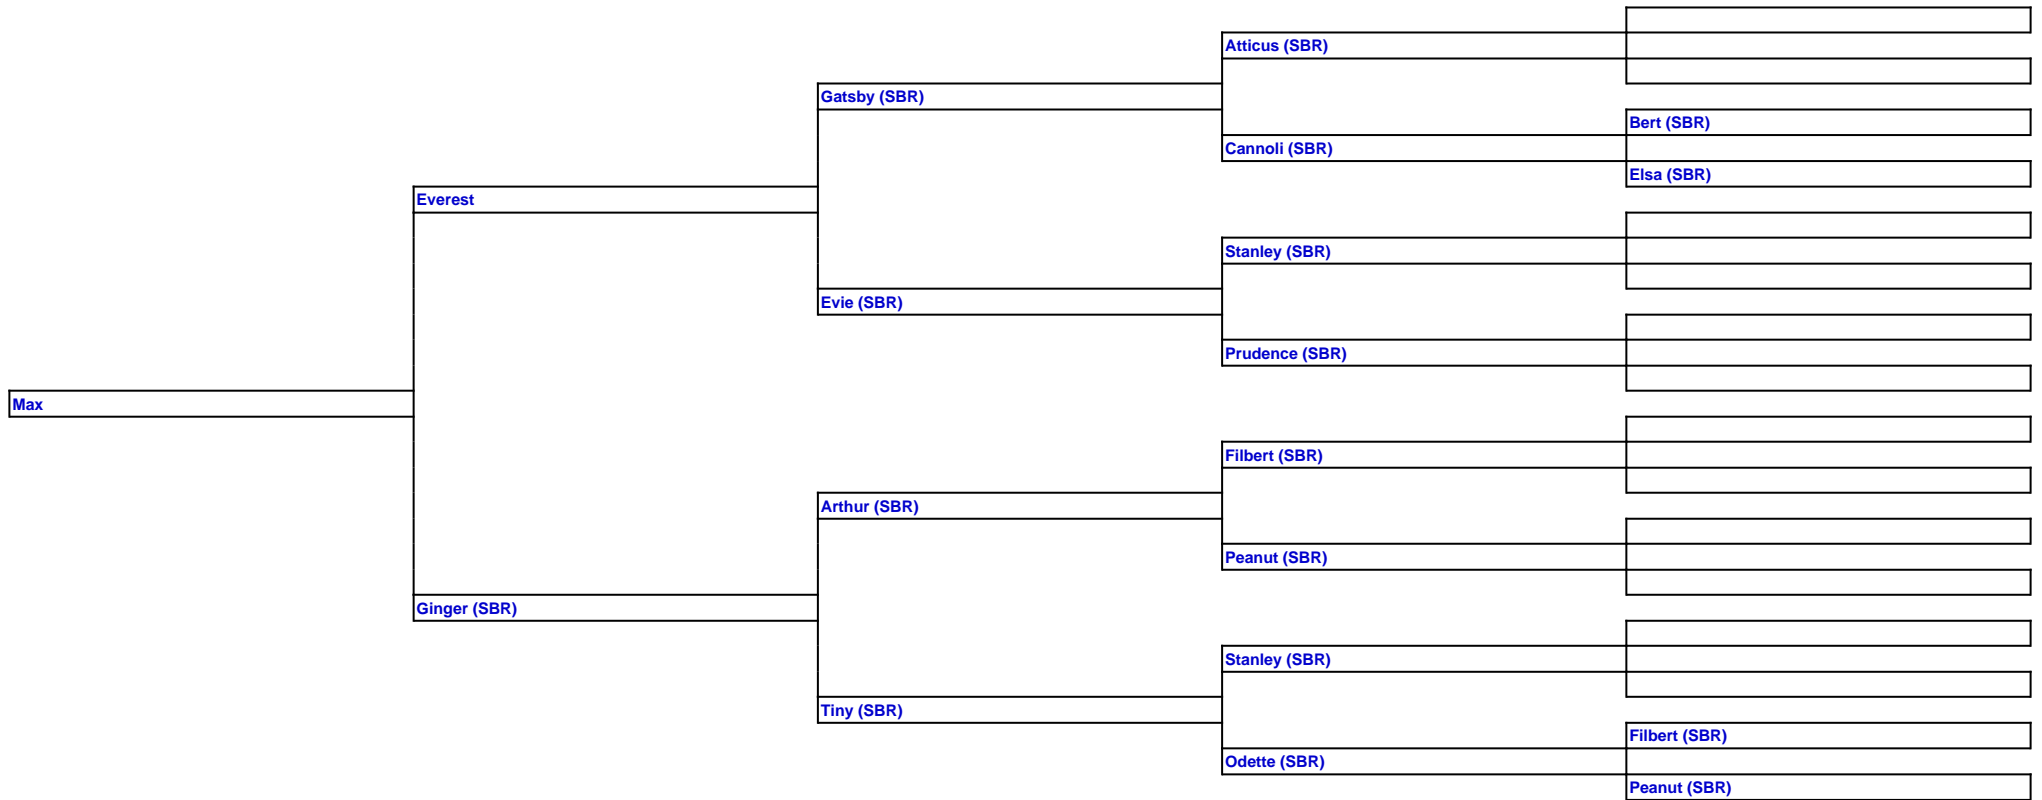 Atticus (SBR)
Gatsby (SBR)
Bert (SBR)
Cannoli (SBR)
Elsa (SBR)
Everest
Stanley (SBR)
Evie (SBR)
Prudence (SBR)
Max
Filbert (SBR)
Arthur (SBR)
Peanut (SBR)
Ginger (SBR)
Stanley (SBR)
Tiny (SBR)
Filbert (SBR)
Odette (SBR)
Peanut (SBR)